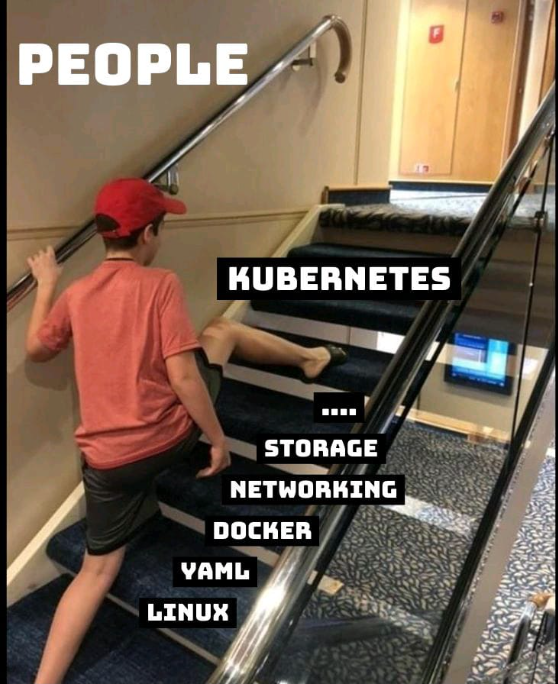 PEOPLE
KUBERNETES
....
STORAGE
NETWORKING
DOCKER
YAML
LINUX